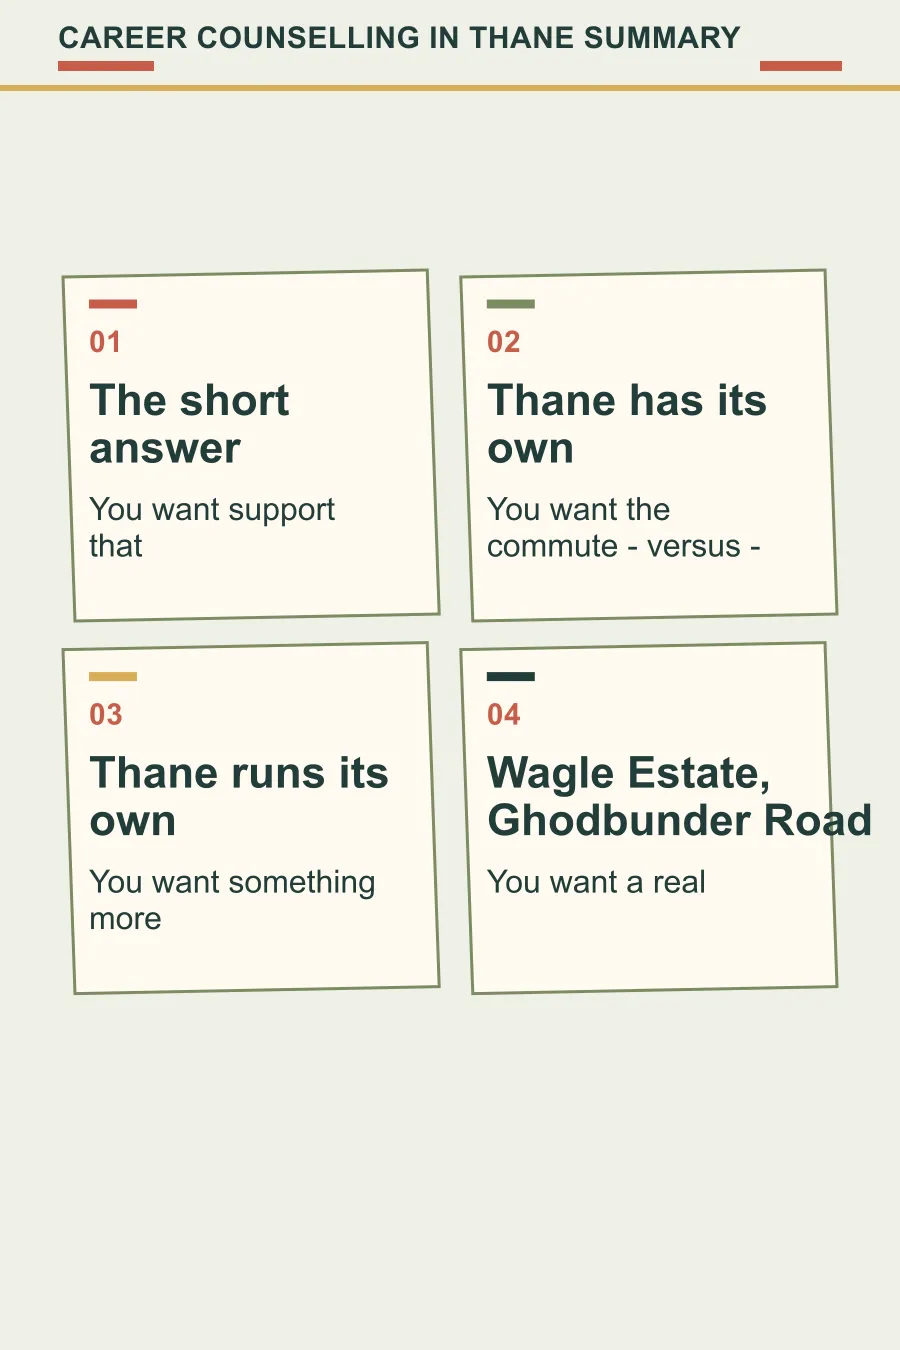 CAREER COUNSELLING IN THANE SUMMARY
01
The short
answer
You want support
that
02
Thane has its
own
You want the
commute - versus -
03
Thane runs its
own
You want something
more
04
Wagle Estate,
Ghodbunder Road
You want a real